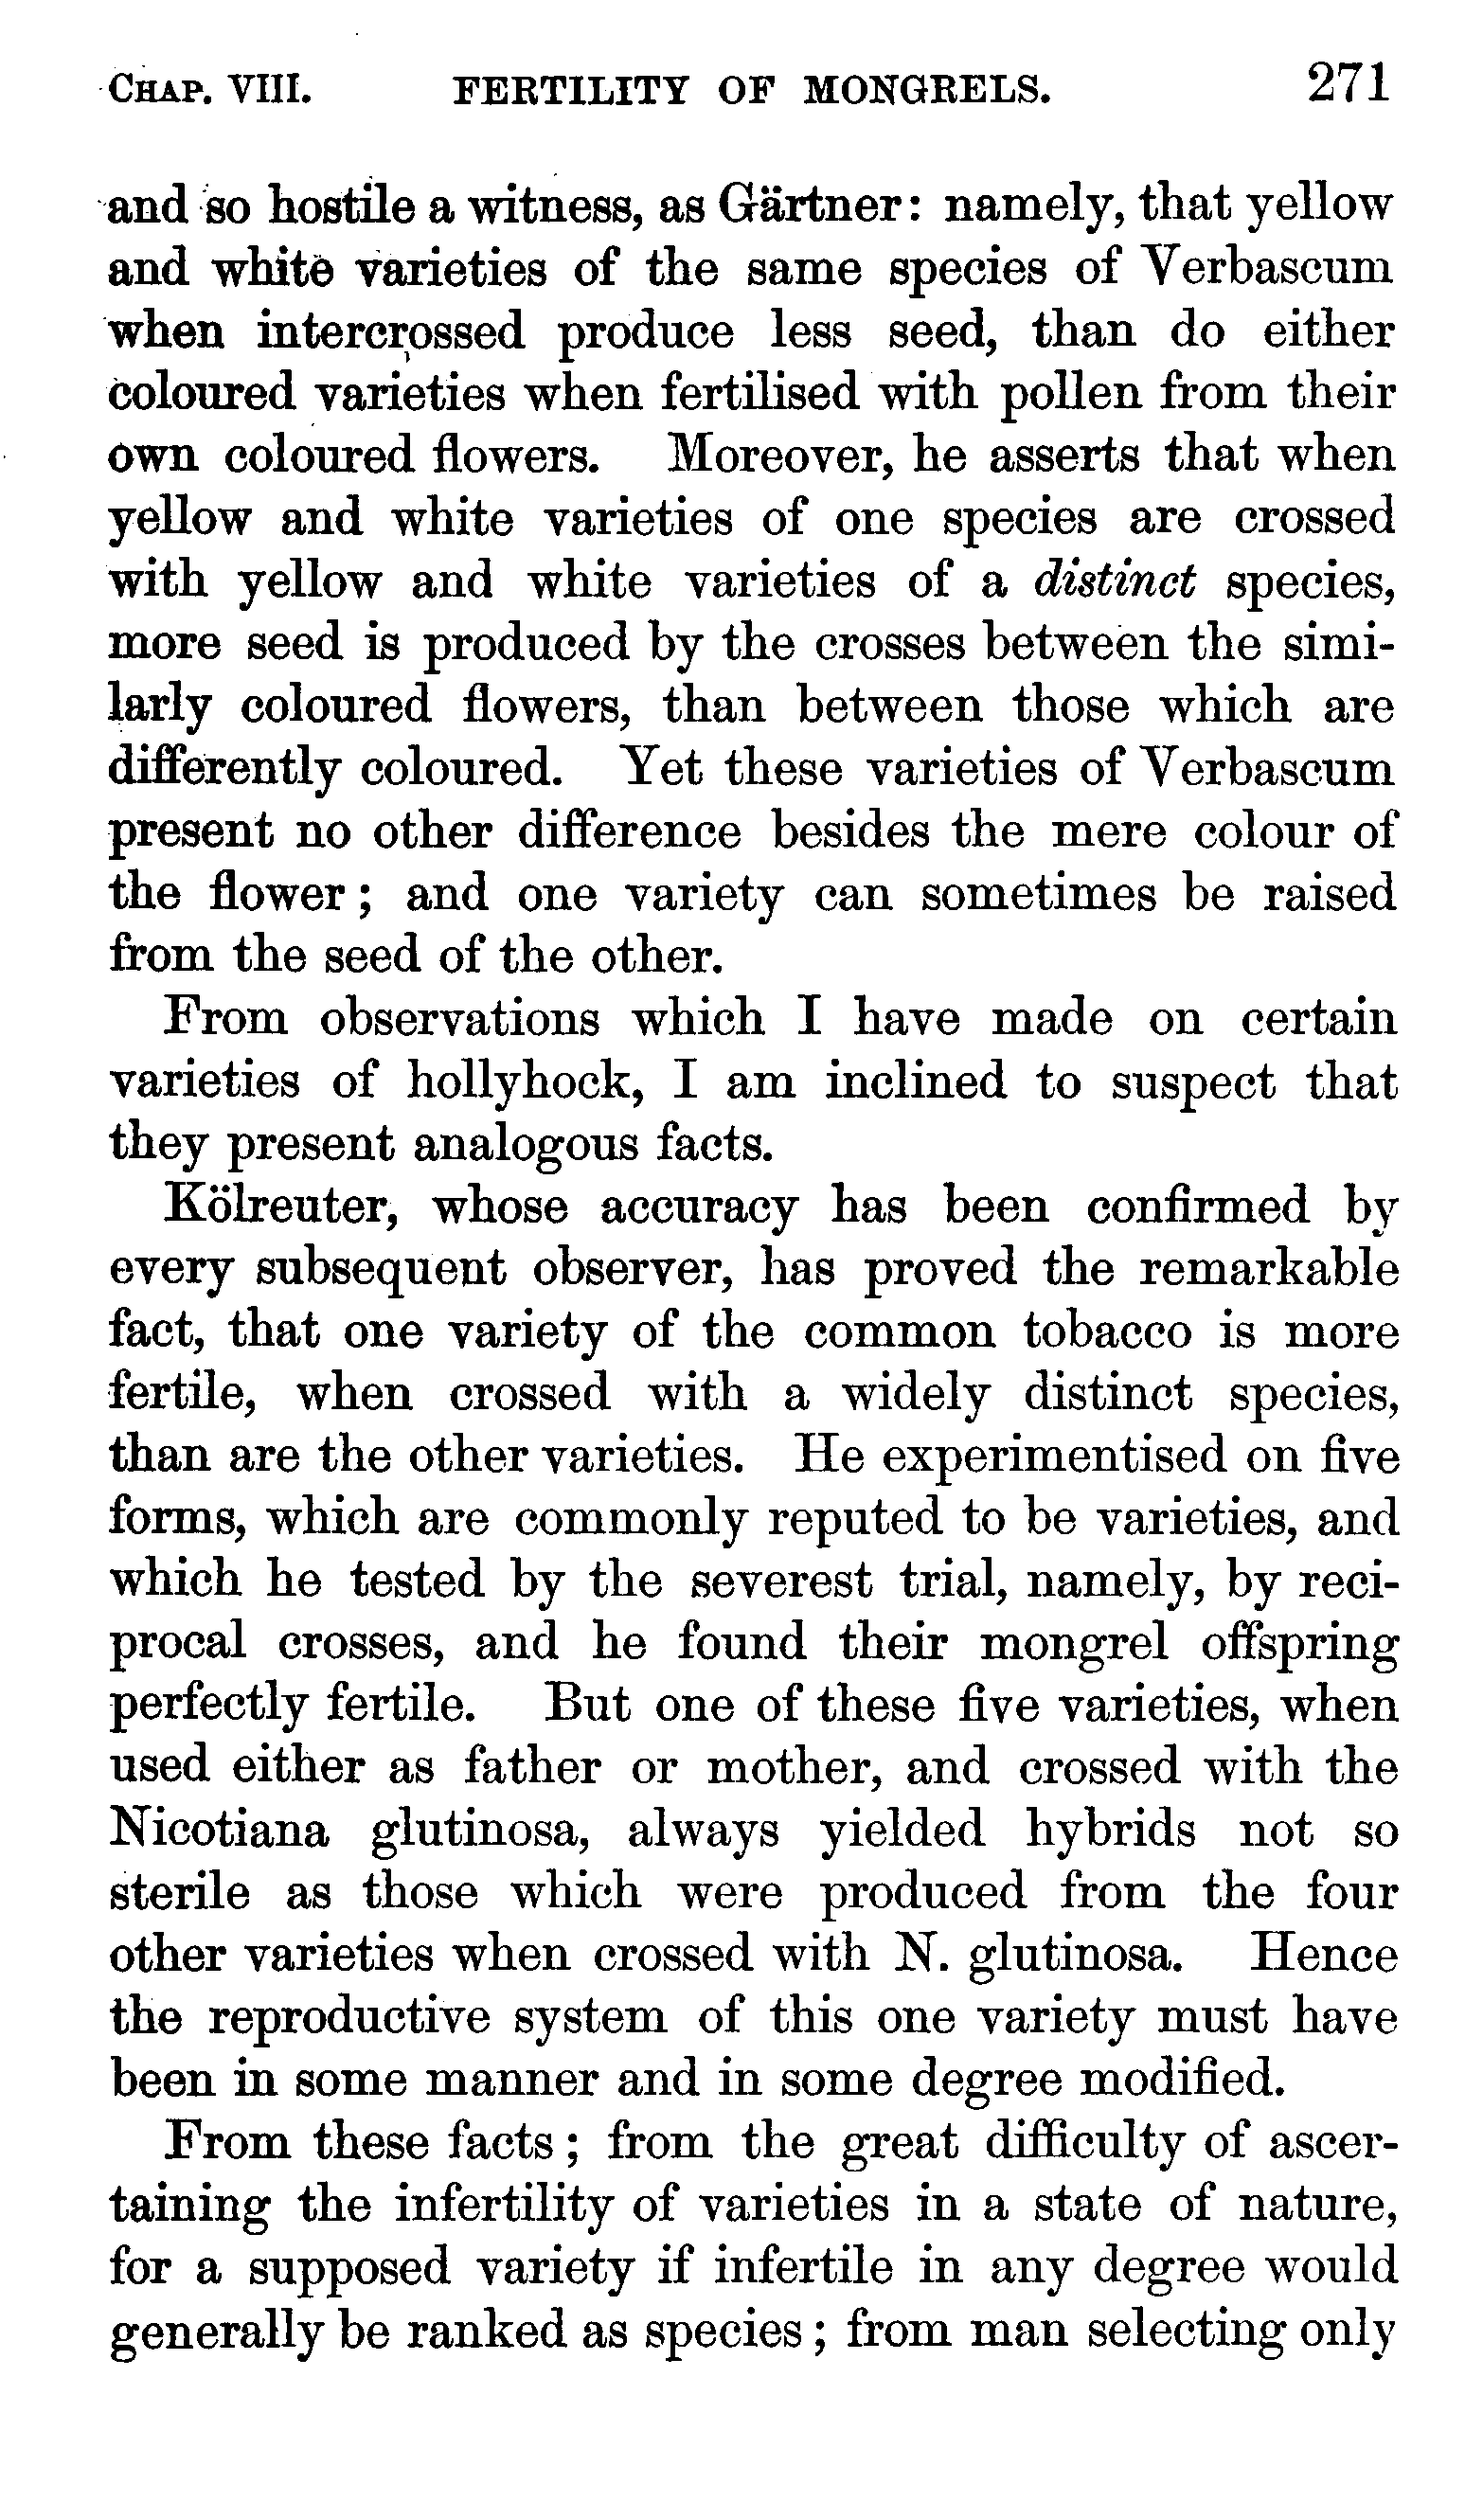 CHAP. VIII. FERTILITY OF MONGRELS. 271
and so hostile a witness, as Gärtner: namely, that yellow
and white varieties of the same species of Verbascum
when intercrossed produce less seed, than do either
coloured varieties when fertilised with pollen from their
own coloured flowers. Moreover, he asserts that when
yellow and white varieties of one species are crossed
with yellow and white varieties of a distinct species,
more seed is produced by the crosses between the simi-
larly coloured flowers, than between those which are
differently coloured. Yet these varieties of Verbascum
present no other difference besides the mere colour of
the flower; and one variety can sometimes be raised
from the seed of the other.
From observations which I have made on certain
varieties of hollyhock, I am inclined to suspect that
they present analogous facts.
Kölreuter, whose accuracy has been confirmed by
every subsequent observer, has proved the remarkable
fact, that one variety of the common tobacco is more
fertile, when crossed with a widely distinct species,
than are the other varieties. He experimentised on five
forms, which are commonly reputed to be varieties, and
which he tested by the severest trial, namely, by reci-
procal crosses, and he found their mongrel offspring
perfectly fertile. But one of these five varieties, when
used either as father or mother, and crossed with the
Nicotiana glutinosa, always yielded hybrids not so
sterile as those which were produced from the four
other varieties when crossed with N. glutinosa. Hence
the reproductive system of this one variety must have
been in some manner and in some degree modified.
From these facts; from the great difficulty of ascer-
taining the infertility of varieties in a state of nature,
for a supposed variety if infertile in any degree would
generally be ranked as species; from man selecting only